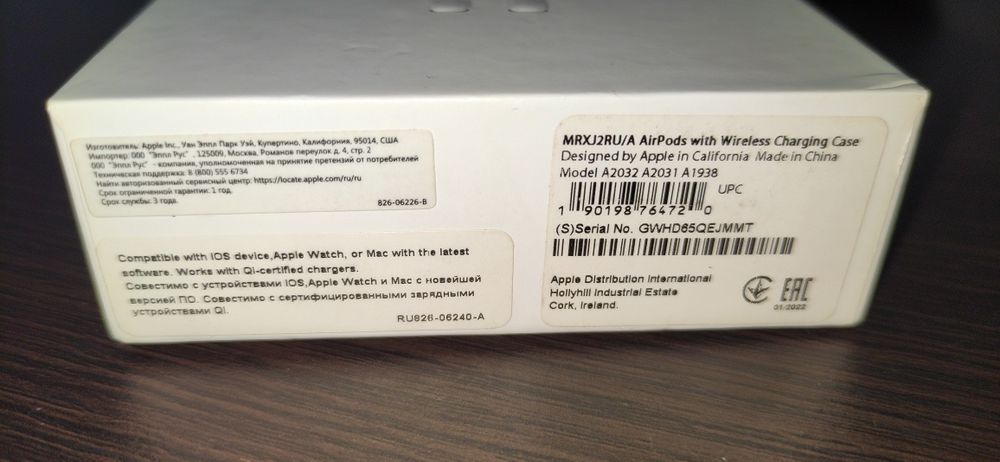 Изготовитель: Apple Inc., Уан Эппл Парк Уэй, Купертино, Калифорния, 95014, США
Импортер: ООО "Эппл Рус" , 125009, Москва, Романов переулок д. 4, стр. 2
ООО "Эппл Рус" - компания, уполномоченная на принятие претензий от потребителей
Техническая поддержка: 8 (800) 555 6734
Найти авторизованный сервисный центр: https://locate.apple.com/ru/ru
Срок ограниченной гарантии: 1 год.
Срок службы: 3 года.
826-06226-B
Compatible with IOS device,Apple Watch, or Mac with the latest
software. Works with QI-certified chargers.
Совместимо с устройствами IOS,Apple Watch и Mac с новейшей
версией ПО. Совместимо с сертифицированными зарядными
устройствами QI.
RU826-06240-A
MRXJ2RU/A AirPods with Wireless Charging Case
Designed by Apple in California Made in China
Model A2032 A2031 A1938
UPC
1 90198 76472 0
(S)Serial No. GWHD65QEJMMT
Apple Distribution International
Hollyhill Industrial Estate
Cork, Ireland.
EAC
01/2022